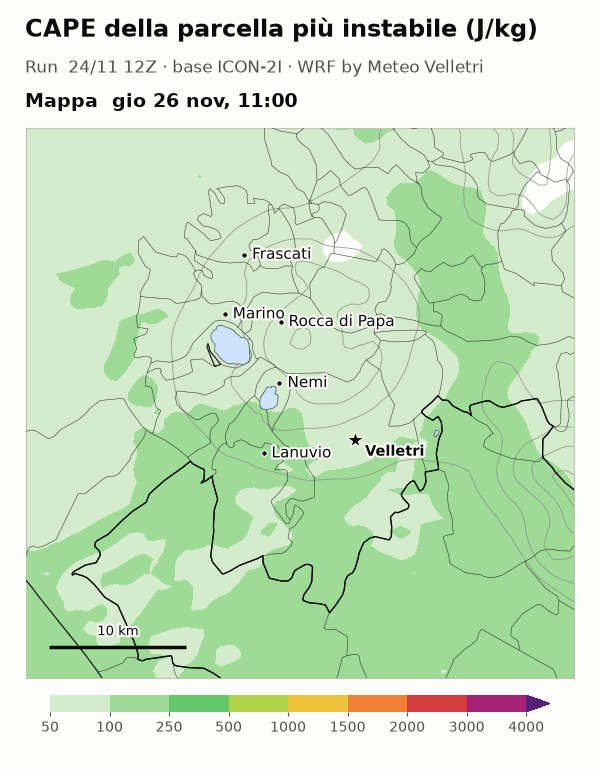 CAPE della parcella più instabile (J/kg)
Run  24/11 12Z · base ICON-2I · WRF by Meteo Velletri
Mappa  gio 26 nov, 11:00
Frascati
Marino
Rocca di Papa
Nemi
Velletri
Lanuvio
10 km
50 100 250 500 1000 1500 2000 3000 4000